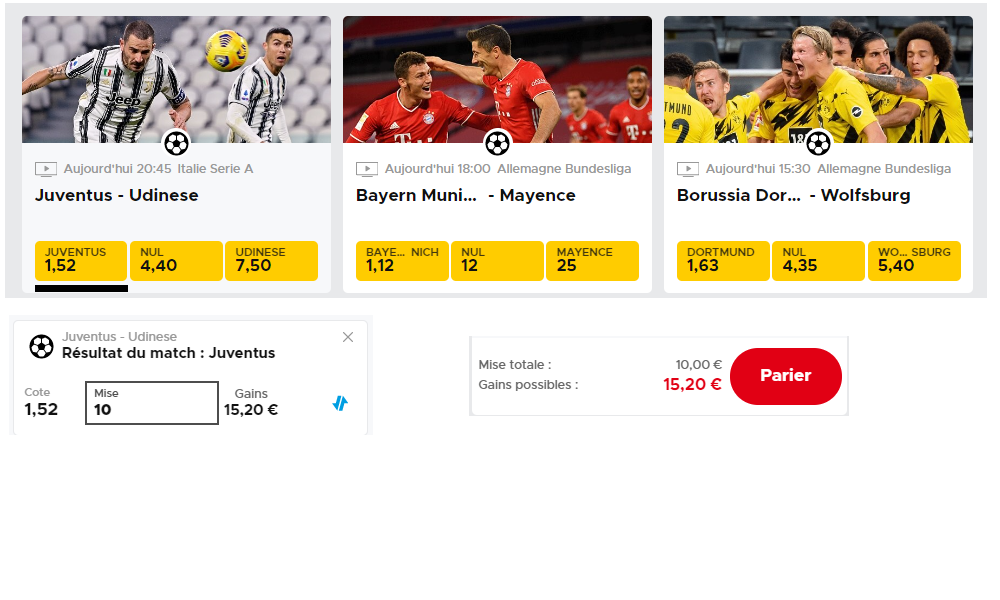 Jeep
Aujourd'hui 20:45 Italie Serie A
Juventus - Udinese
JUVENTUS
1,52
NUL
4,40
UDINESE
7,50
Aujourd'hui 18:00 Allemagne Bundesliga
Bayern Muni... - Mayence
BAYE... NICH
1,12
NUL
12
MAYENCE
25
TMUND
Aujourd'hui 15:30 Allemagne Bundesliga
Borussia Dor... - Wolfsburg
DORTMUND
1,63
NUL
4,35
WO... SBURG
5,40
Juventus - Udinese
Résultat du match : Juventus
Cote
1,52
Mise
10
Gains
15,20 €
Mise totale : 10,00 €
Gains possibles : 15,20 €
Parier